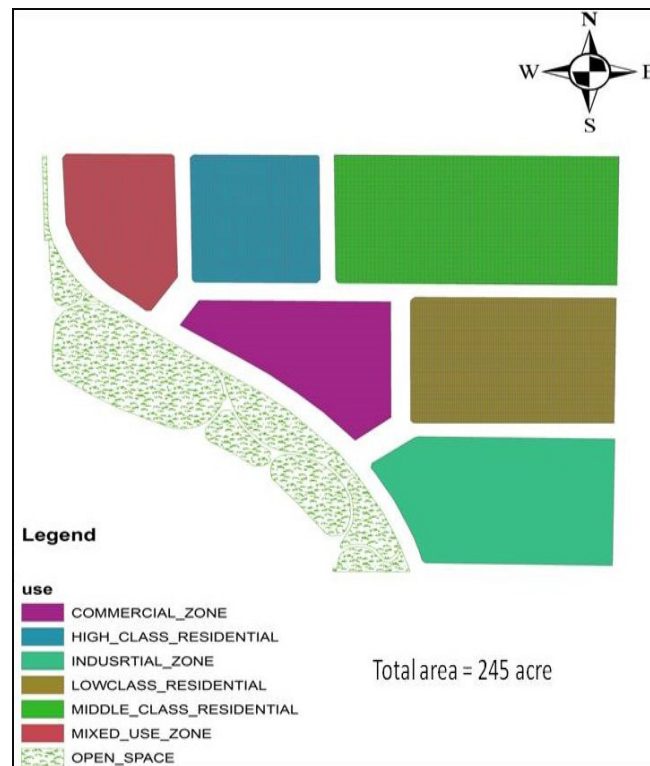 N
W E
S
Legend
use
COMMERCIAL_ZONE
HIGH_CLASS_RESIDENTIAL
INDUSRTIAL_ZONE
LOWCLASS_RESIDENTIAL
MIDDLE_CLASS_RESIDENTIAL
MIXED_USE_ZONE
OPEN_SPACE
Total area = 245 acre